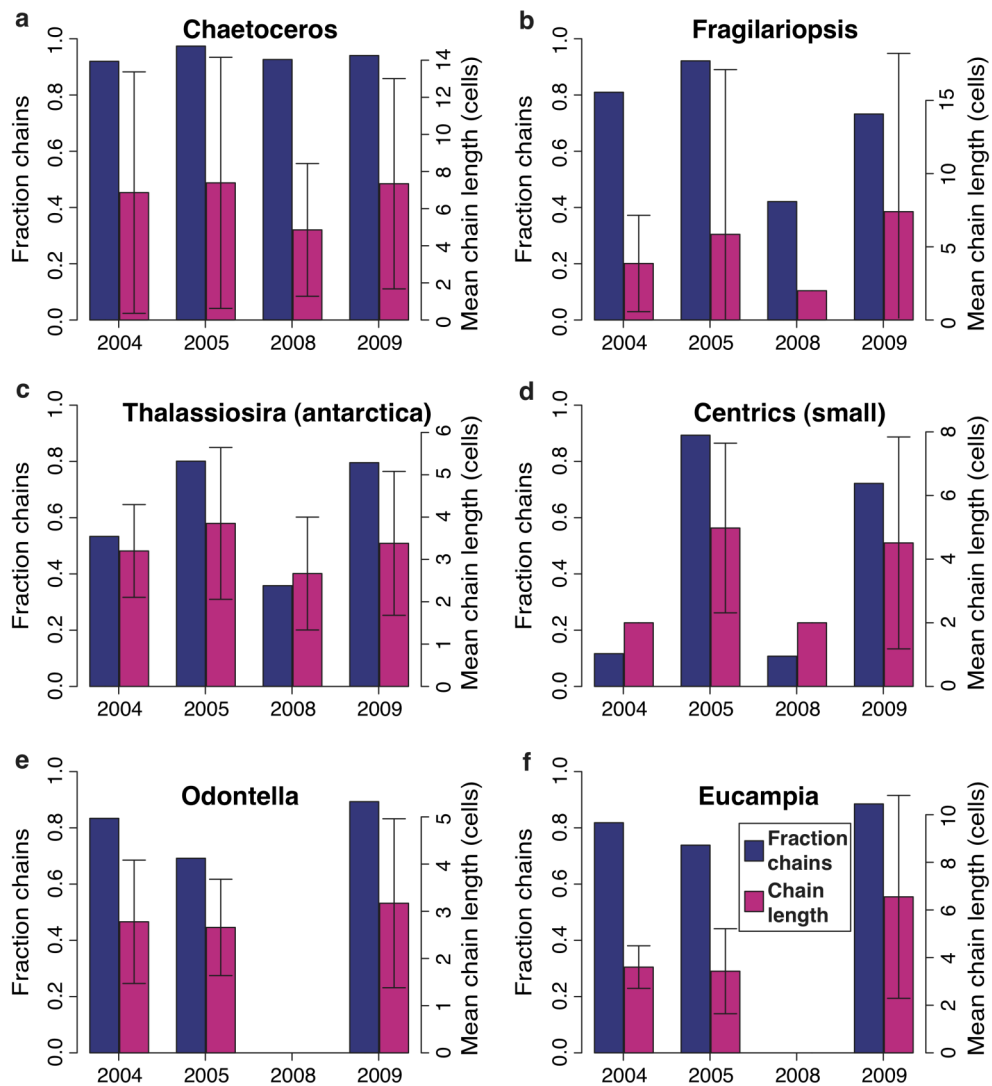 a
Chaetoceros
Fraction chains
0.0 0.2 0.4 0.6 0.8 1.0
Mean chain length (cells)
0 2 4 6 8 10 12 14
2004 2005 2008 2009
b
Fragilariopsis
Fraction chains
0.0 0.2 0.4 0.6 0.8 1.0
Mean chain length (cells)
0 5 10 15
2004 2005 2008 2009
c
Thalassiosira (antarctica)
Fraction chains
0.0 0.2 0.4 0.6 0.8 1.0
Mean chain length (cells)
0 1 2 3 4 5 6
2004 2005 2008 2009
d
Centrics (small)
Fraction chains
0.0 0.2 0.4 0.6 0.8 1.0
Mean chain length (cells)
0 2 4 6 8
2004 2005 2008 2009
e
Odontella
Fraction chains
0.0 0.2 0.4 0.6 0.8 1.0
Mean chain length (cells)
0 1 2 3 4 5
2004 2005 2008 2009
f
Eucampia
Fraction chains
0.0 0.2 0.4 0.6 0.8 1.0
Mean chain length (cells)
0 2 4 6 8 10
2004 2005 2008 2009
Fraction
chains
Chain
length